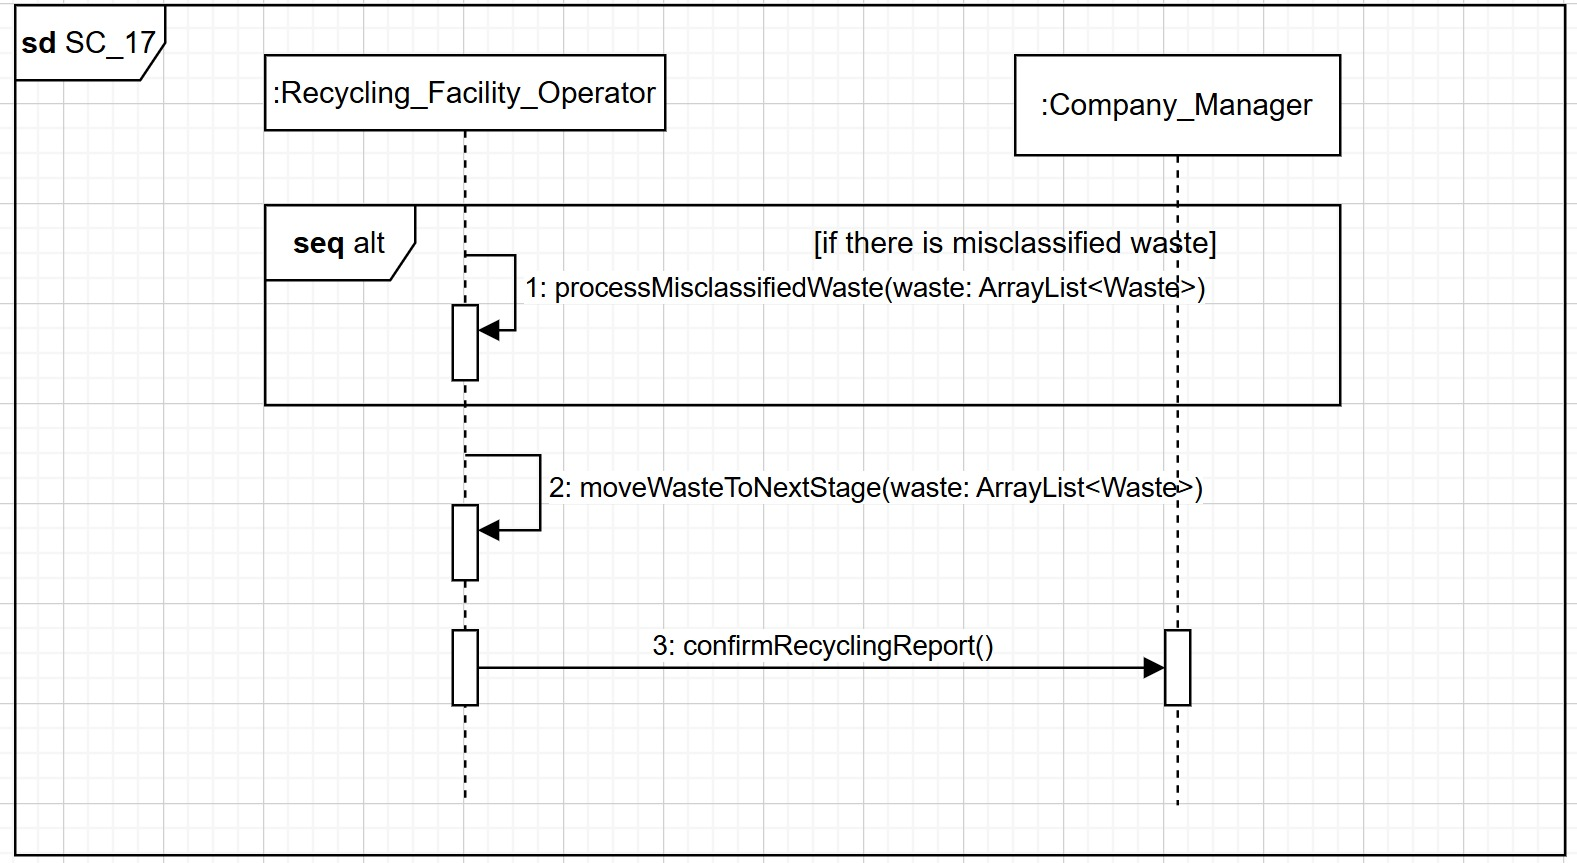 sd SC_17
:Recycling_Facility_Operator
:Company_Manager
seq alt
[if there is misclassified waste]
1: processMisclassifiedWaste(waste: ArrayList<Waste>)
2: moveWasteToNextStage(waste: ArrayList<Waste>)
3: confirmRecyclingReport()